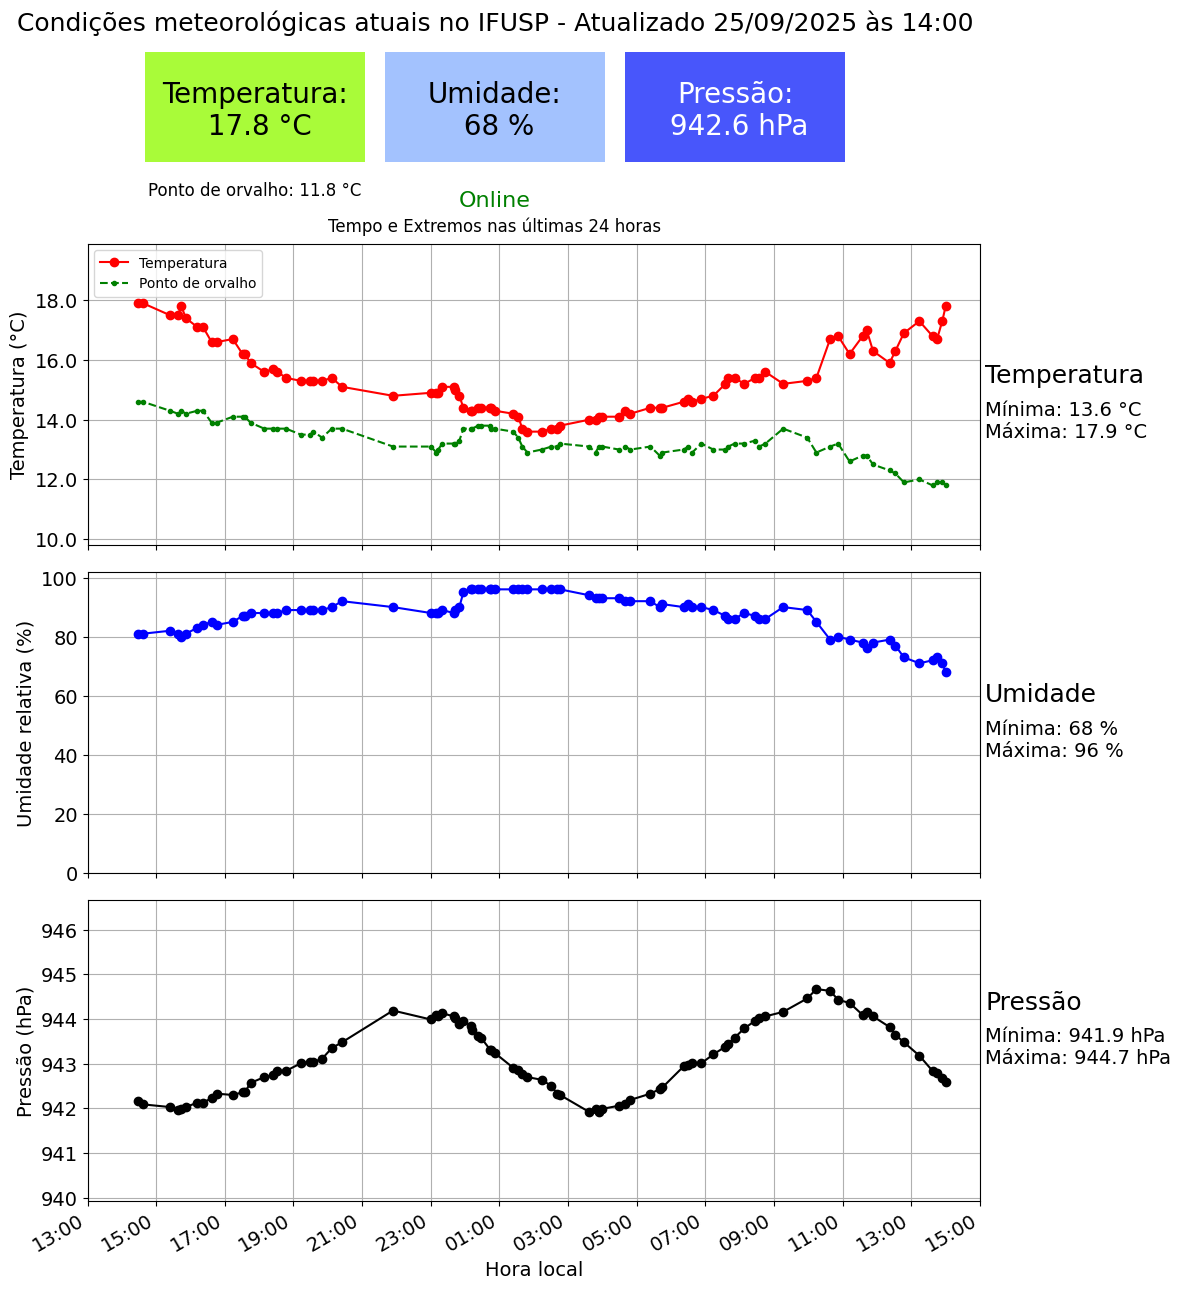 Condições meteorológicas atuais no IFUSP - Atualizado 25/09/2025 às 14:00
Temperatura:
17.8 °C
Umidade:
68 %
Pressão:
942.6 hPa
Ponto de orvalho: 11.8 °C
Online
Tempo e Extremos nas últimas 24 horas
Temperatura
Ponto de orvalho
Temperatura (°C)
18.0
16.0
14.0
12.0
10.0
Temperatura
Mínima: 13.6 °C
Máxima: 17.9 °C
Umidade relativa (%)
100
80
60
40
20
0
Umidade
Mínima: 68 %
Máxima: 96 %
Pressão (hPa)
946
945
944
943
942
941
940
Pressão
Mínima: 941.9 hPa
Máxima: 944.7 hPa
13:00 15:00 17:00 19:00 21:00 23:00 01:00 03:00 05:00 07:00 09:00 11:00 13:00 15:00
Hora local